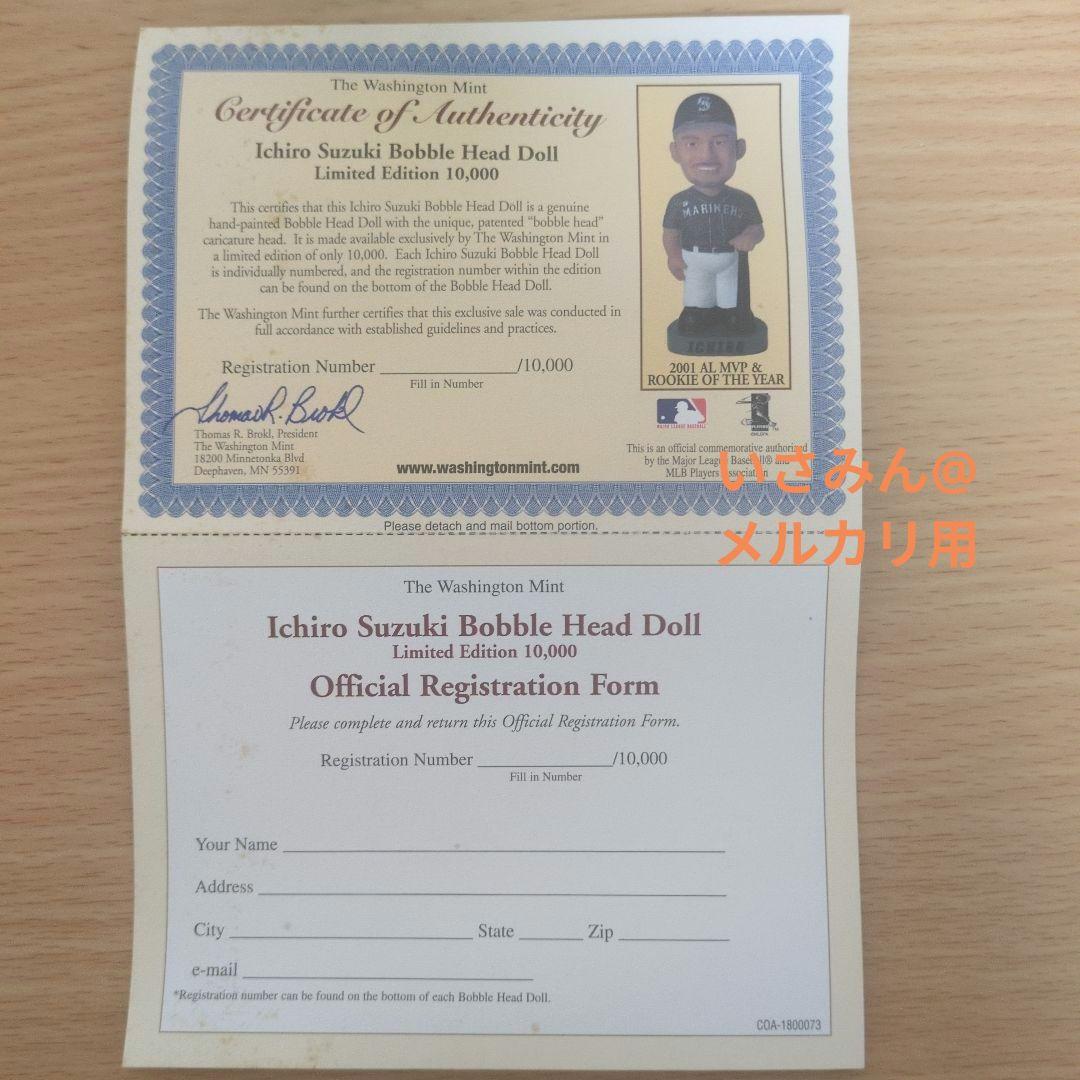 The Washington Mint
Certificate of Authenticity
Ichiro Suzuki Bobble Head Doll
Limited Edition 10,000
This certifies that this Ichiro Suzuki Bobble Head Doll is a genuine
hand-painted Bobble Head Doll with the unique, patented "bobble head"
caricature head. It is made available exclusively by The Washington Mint in
a limited edition of only 10,000. Each Ichiro Suzuki Bobble Head Doll
is individually numbered, and the registration number within the edition
can be found on the bottom of the Bobble Head Doll.
The Washington Mint further certifies that this exclusive sale was conducted in
full accordance with established guidelines and practices.
Registration Number ______________/10,000
Fill in Number
Thomas R. Brokl
Thomas R. Brokl, President
The Washington Mint
18200 Minnetonka Blvd
Deephaven, MN 55391
www.washingtonmint.com
MARINERS
ICHIRO
2001 AL MVP &
ROOKIE OF THE YEAR
MAJOR LEAGUE BASEBALL
This is an official commemorative authorized
by the Major League Baseball® and
MLB Players Association
いさみん@
メルカリ用
Please detach and mail bottom portion.
The Washington Mint
Ichiro Suzuki Bobble Head Doll
Limited Edition 10,000
Official Registration Form
Please complete and return this Official Registration Form.
Registration Number ______________/10,000
Fill in Number
Your Name
Address
City State Zip
e-mail
*Registration number can be found on the bottom of each Bobble Head Doll.
COA-1800073